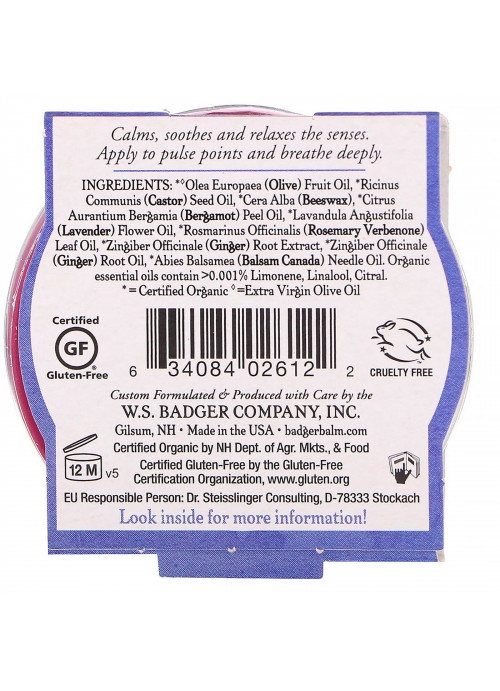 Calms, soothes and relaxes the senses.
Apply to pulse points and breathe deeply.
INGREDIENTS: *◊Olea Europaea (Olive) Fruit Oil, *Ricinus
Communis (Castor) Seed Oil, *Cera Alba (Beeswax), *Citrus
Aurantium Bergamia (Bergamot) Peel Oil, *Lavandula Angustifolia
(Lavender) Flower Oil, *Rosmarinus Officinalis (Rosemary Verbenone)
Leaf Oil, *Zingiber Officinale (Ginger) Root Extract, *Zingiber Officinale
(Ginger) Root Oil, *Abies Balsamea (Balsam Canada) Needle Oil. Organic
essential oils contain >0.001% Limonene, Linalool, Citral.
* = Certified Organic ◊=Extra Virgin Olive Oil
Certified
GF
Gluten-Free
6 34084 02612 2
CRUELTY FREE
Custom Formulated & Produced with Care by the
W.S. BADGER COMPANY, INC.
Gilsum, NH • Made in the USA • badgerbalm.com
Certified Organic by NH Dept. of Agr. Mkts., & Food
12 M v5
Certified Gluten-Free by the Gluten-Free
Certification Organization, www.gluten.org
EU Responsible Person: Dr. Steisslinger Consulting, D-78333 Stockach
Look inside for more information!